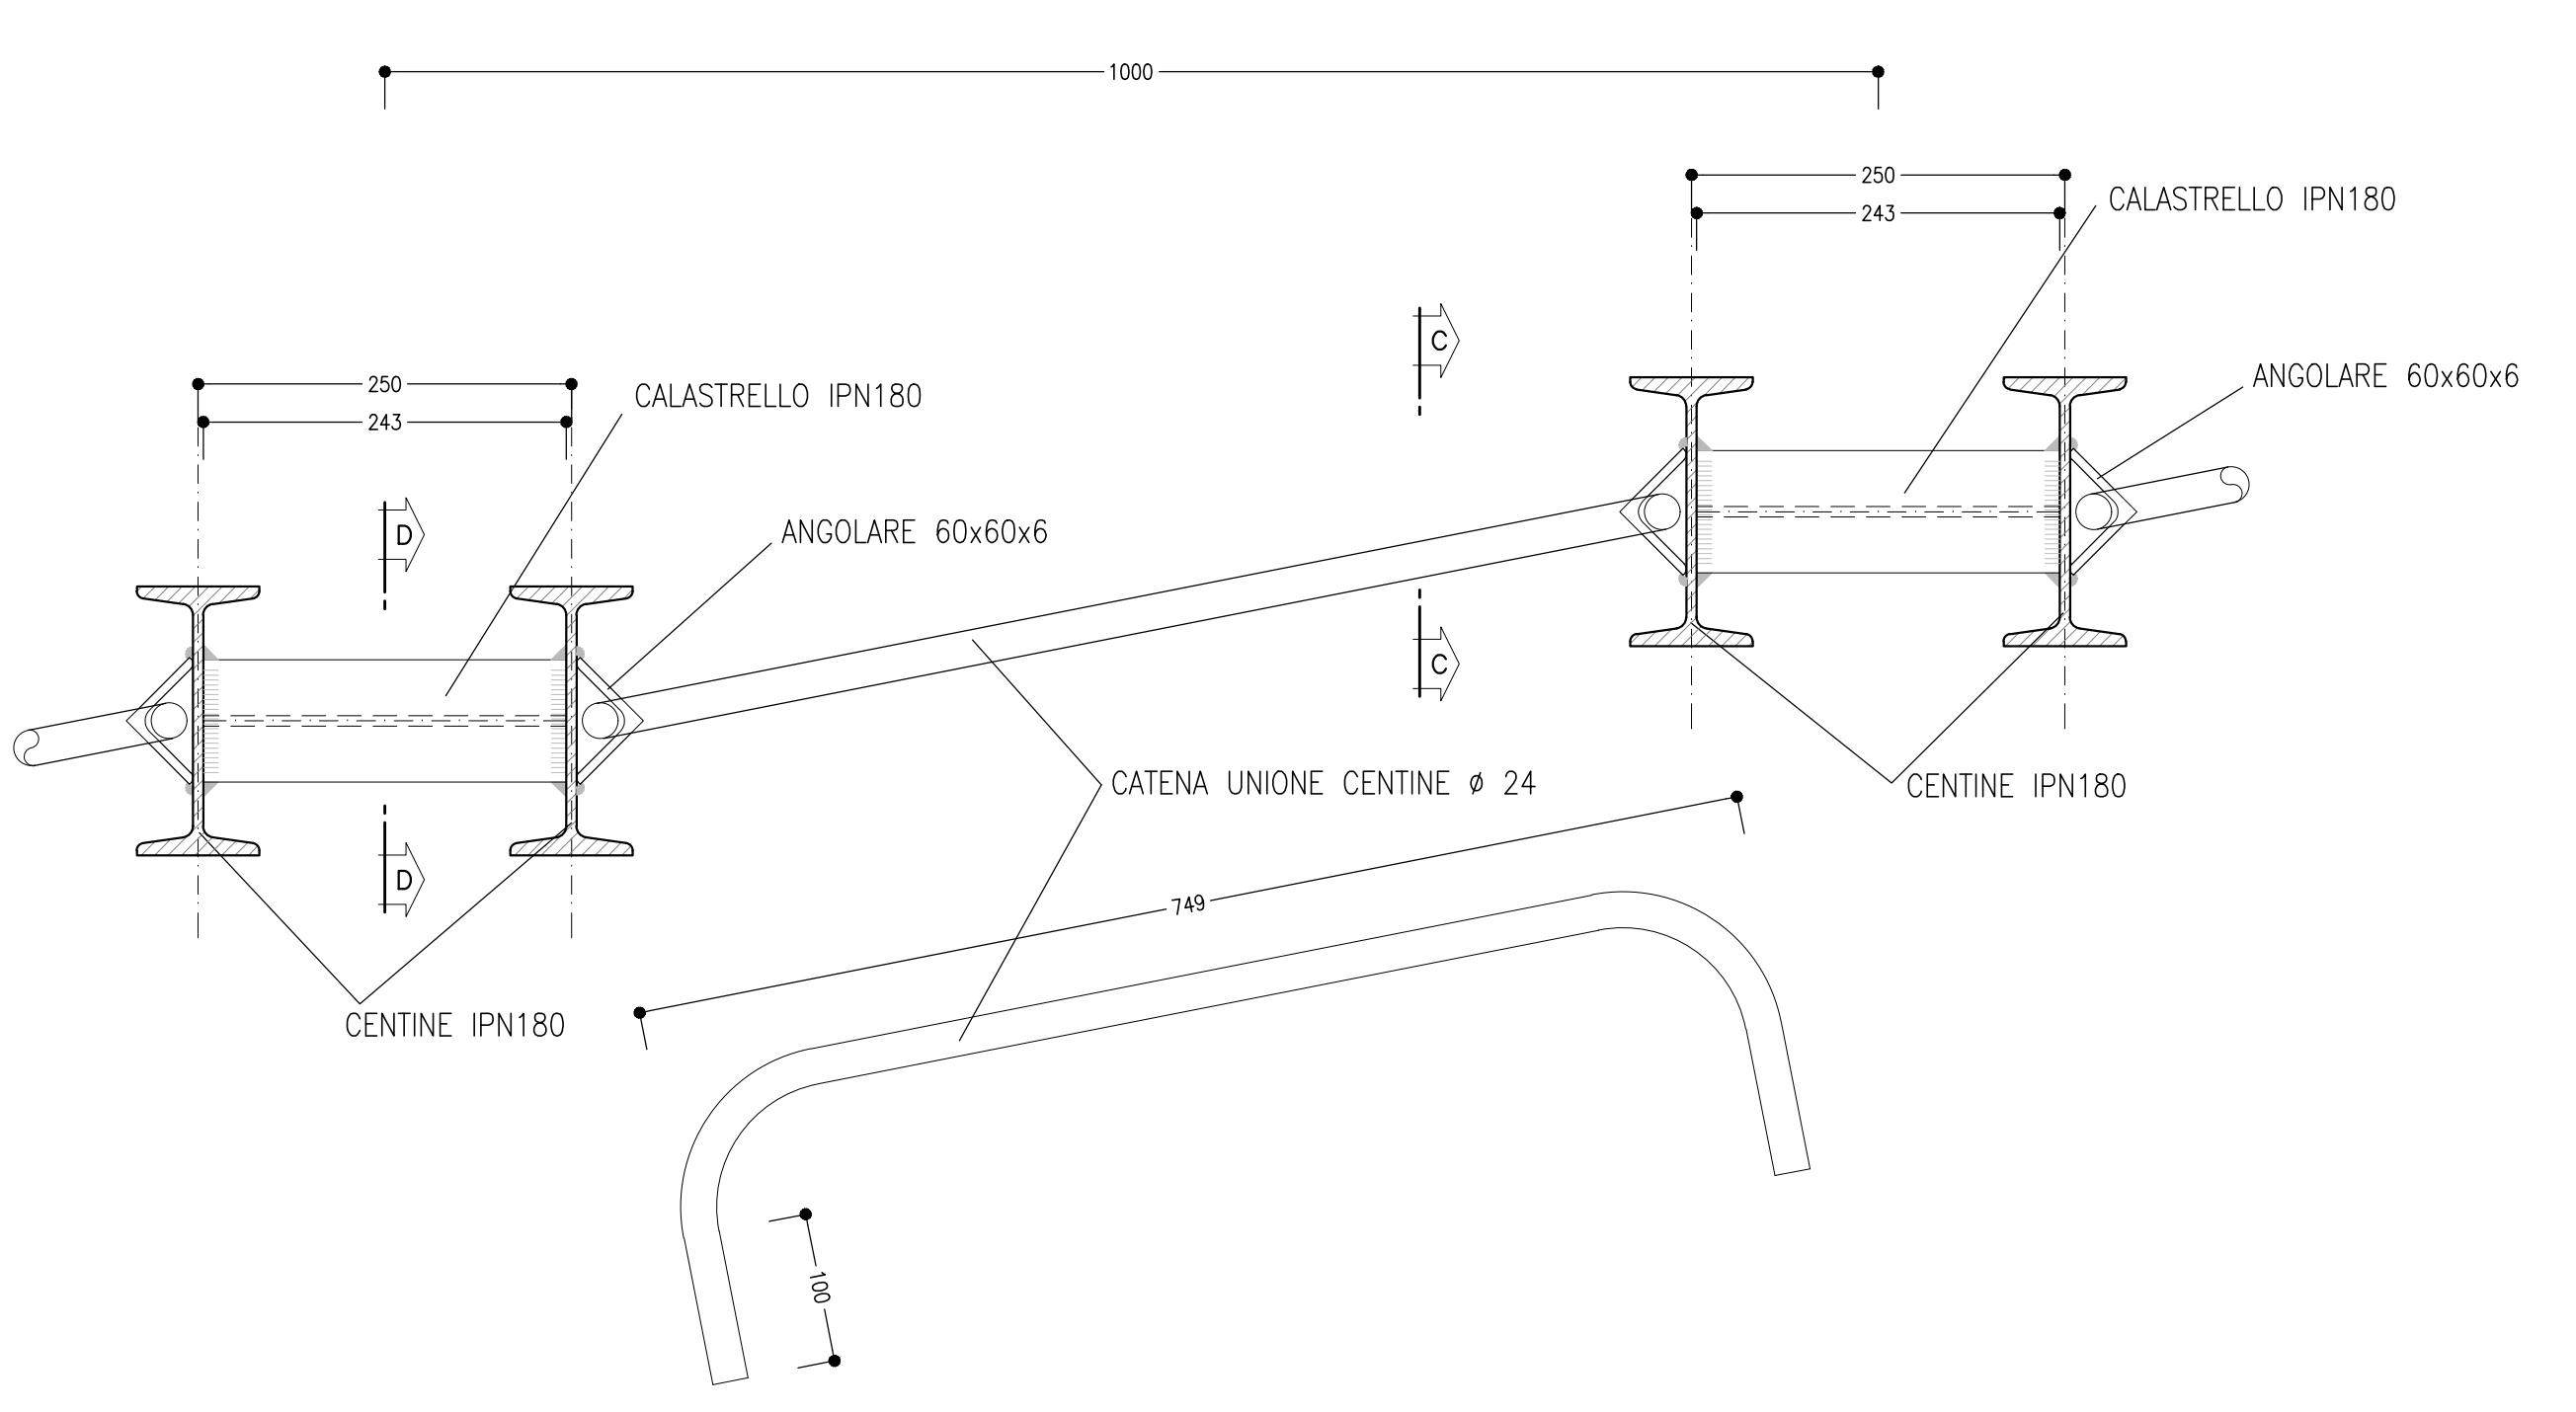 1000
250
CALASTRELLO IPN180
243
C
ANGOLARE 60x60x6
250
CALASTRELLO IPN180
243
D
ANGOLARE 60x60x6
C
CATENA UNIONE CENTINE ø 24
CENTINE IPN180
D
749
CENTINE IPN180
100